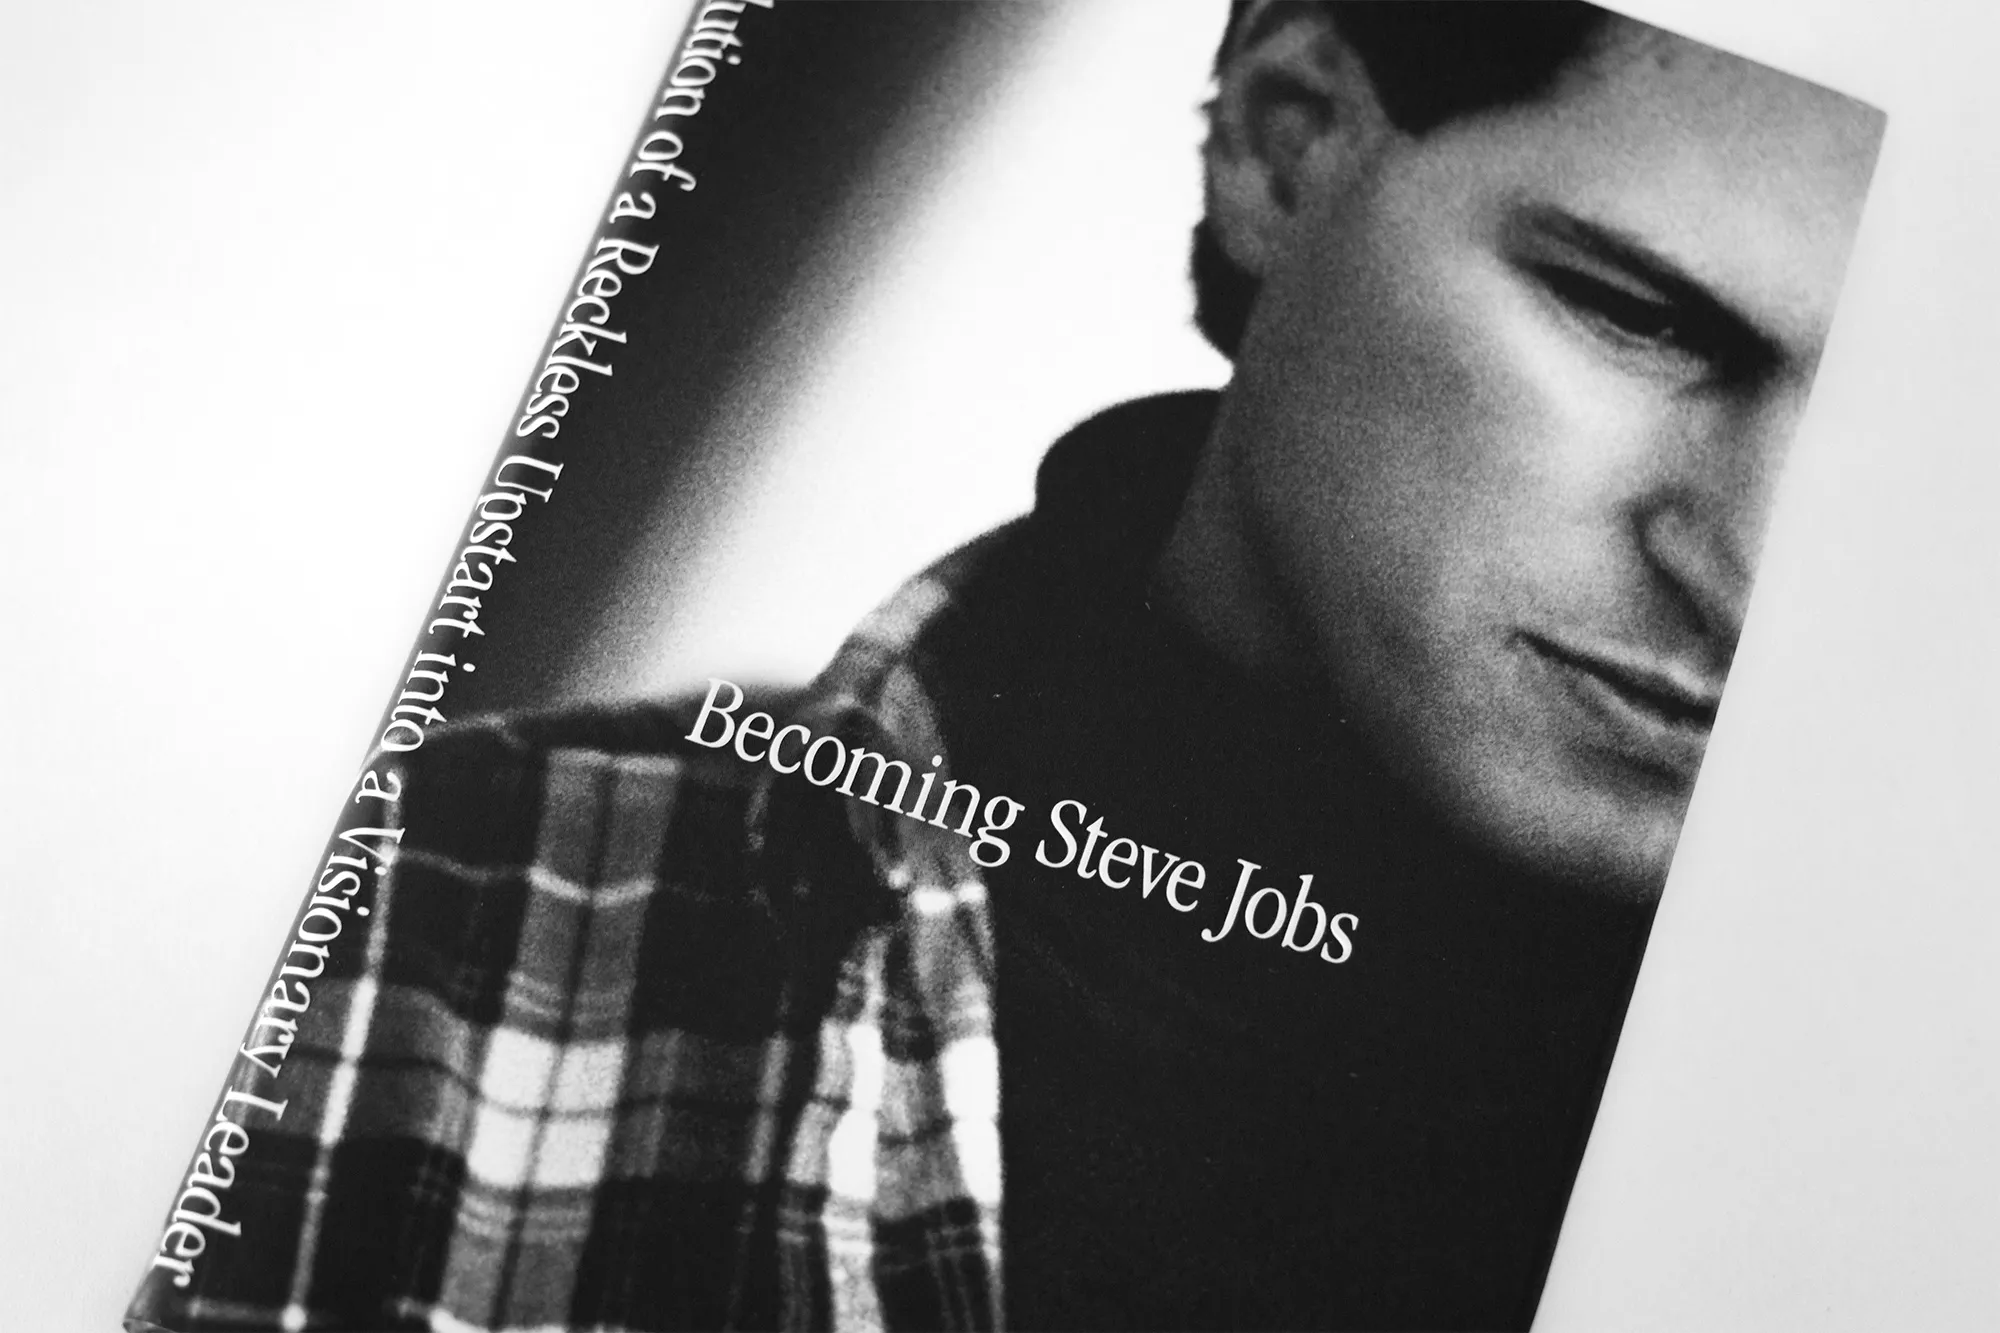 Becoming Steve Jobs
lution of a Reckless Upstart into a Visionary Leader